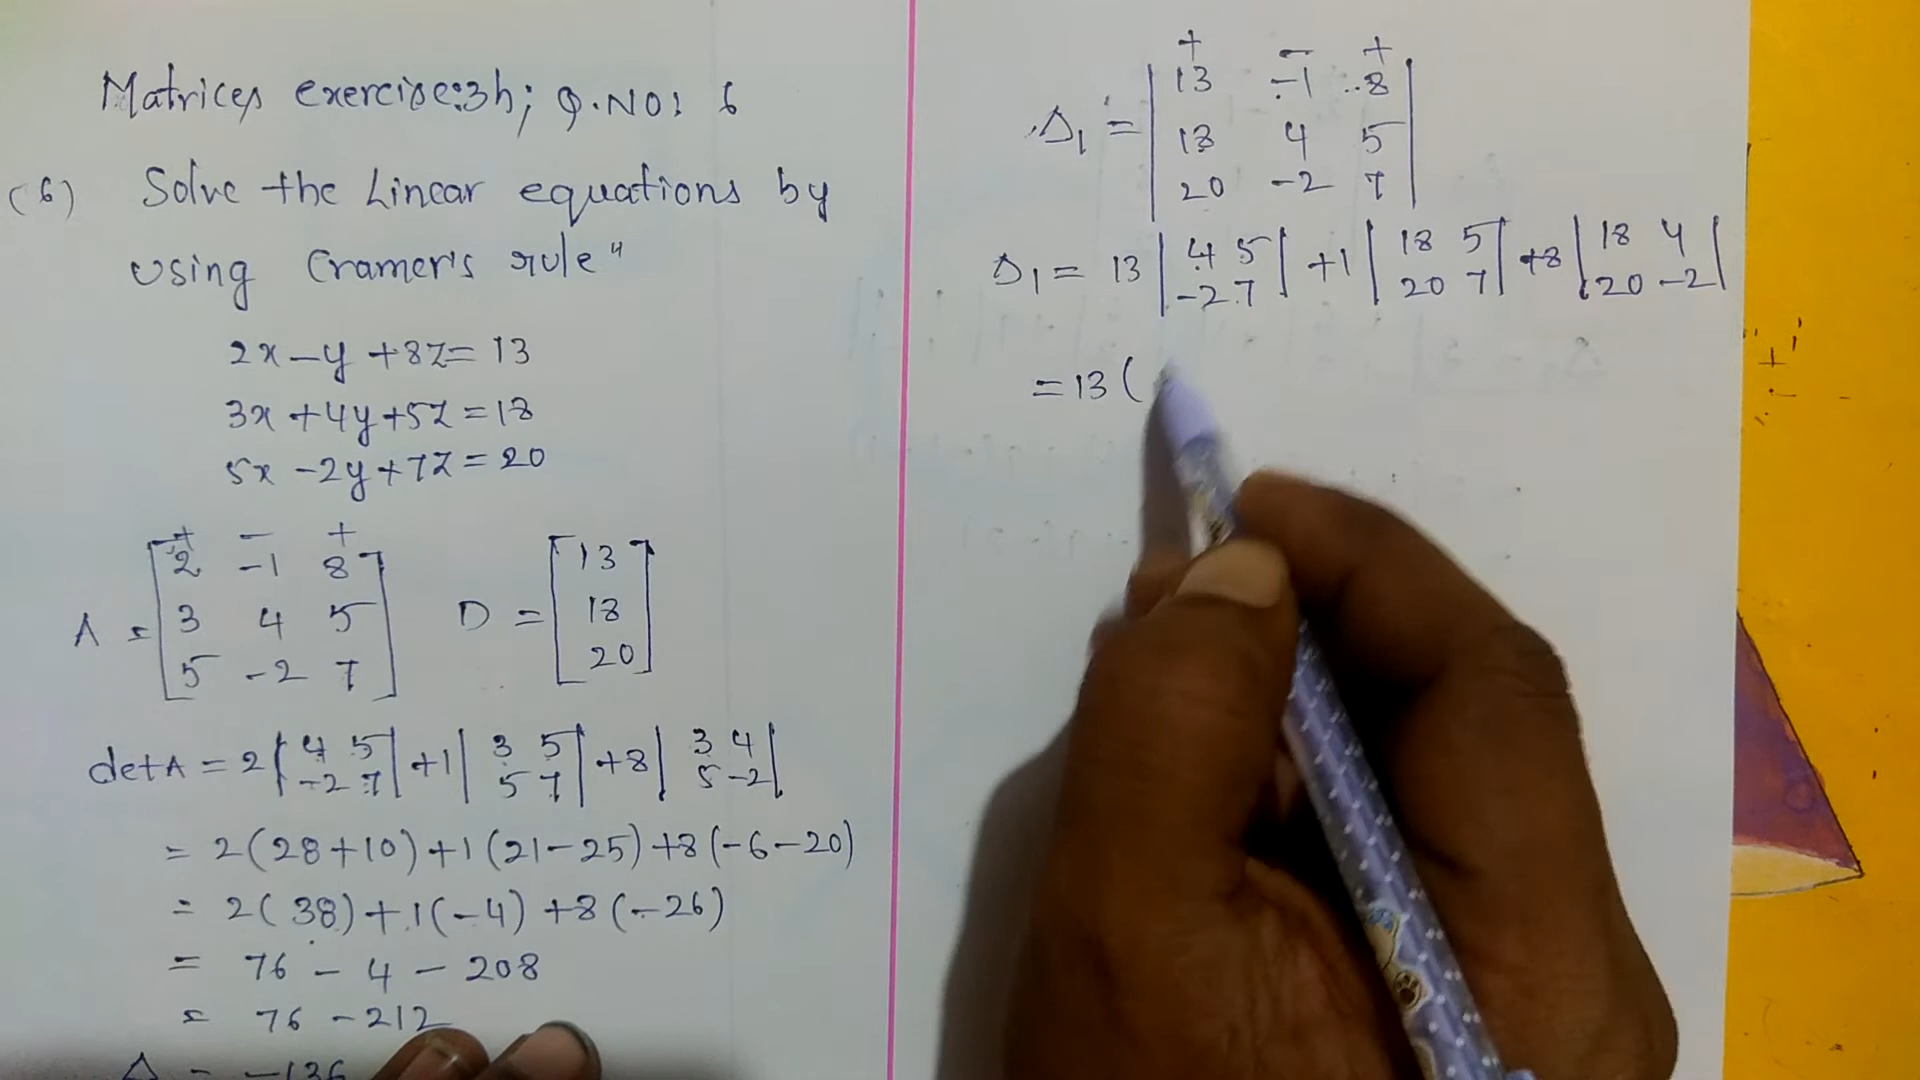 Matrices exercise:3h; Q.NO: 6
(6) Solve the Linear equations by
using Cramer's rule"
2x-y+8z=13
3x+4y+5z=18
5x-2y+7z=20
+ - +
A = [2 -1 8
3 4 5
5 -2 7] D = [13
18
20]
det A = 2|4 5 -2 7| +1|3 5 5 7| +8|3 4 5 -2|
= 2(28+10)+1(21-25)+8(-6-20)
= 2(38)+1(-4)+8(-26)
= 76 - 4 - 208
= 76 - 212
Δ = -136
+ - +
Δ1 = |13 -1 8
18 4 5
20 -2 7|
Δ1 = 13|4 5 -2 7| +1|18 5 20 7| +8|18 4 20 -2|
= 13(